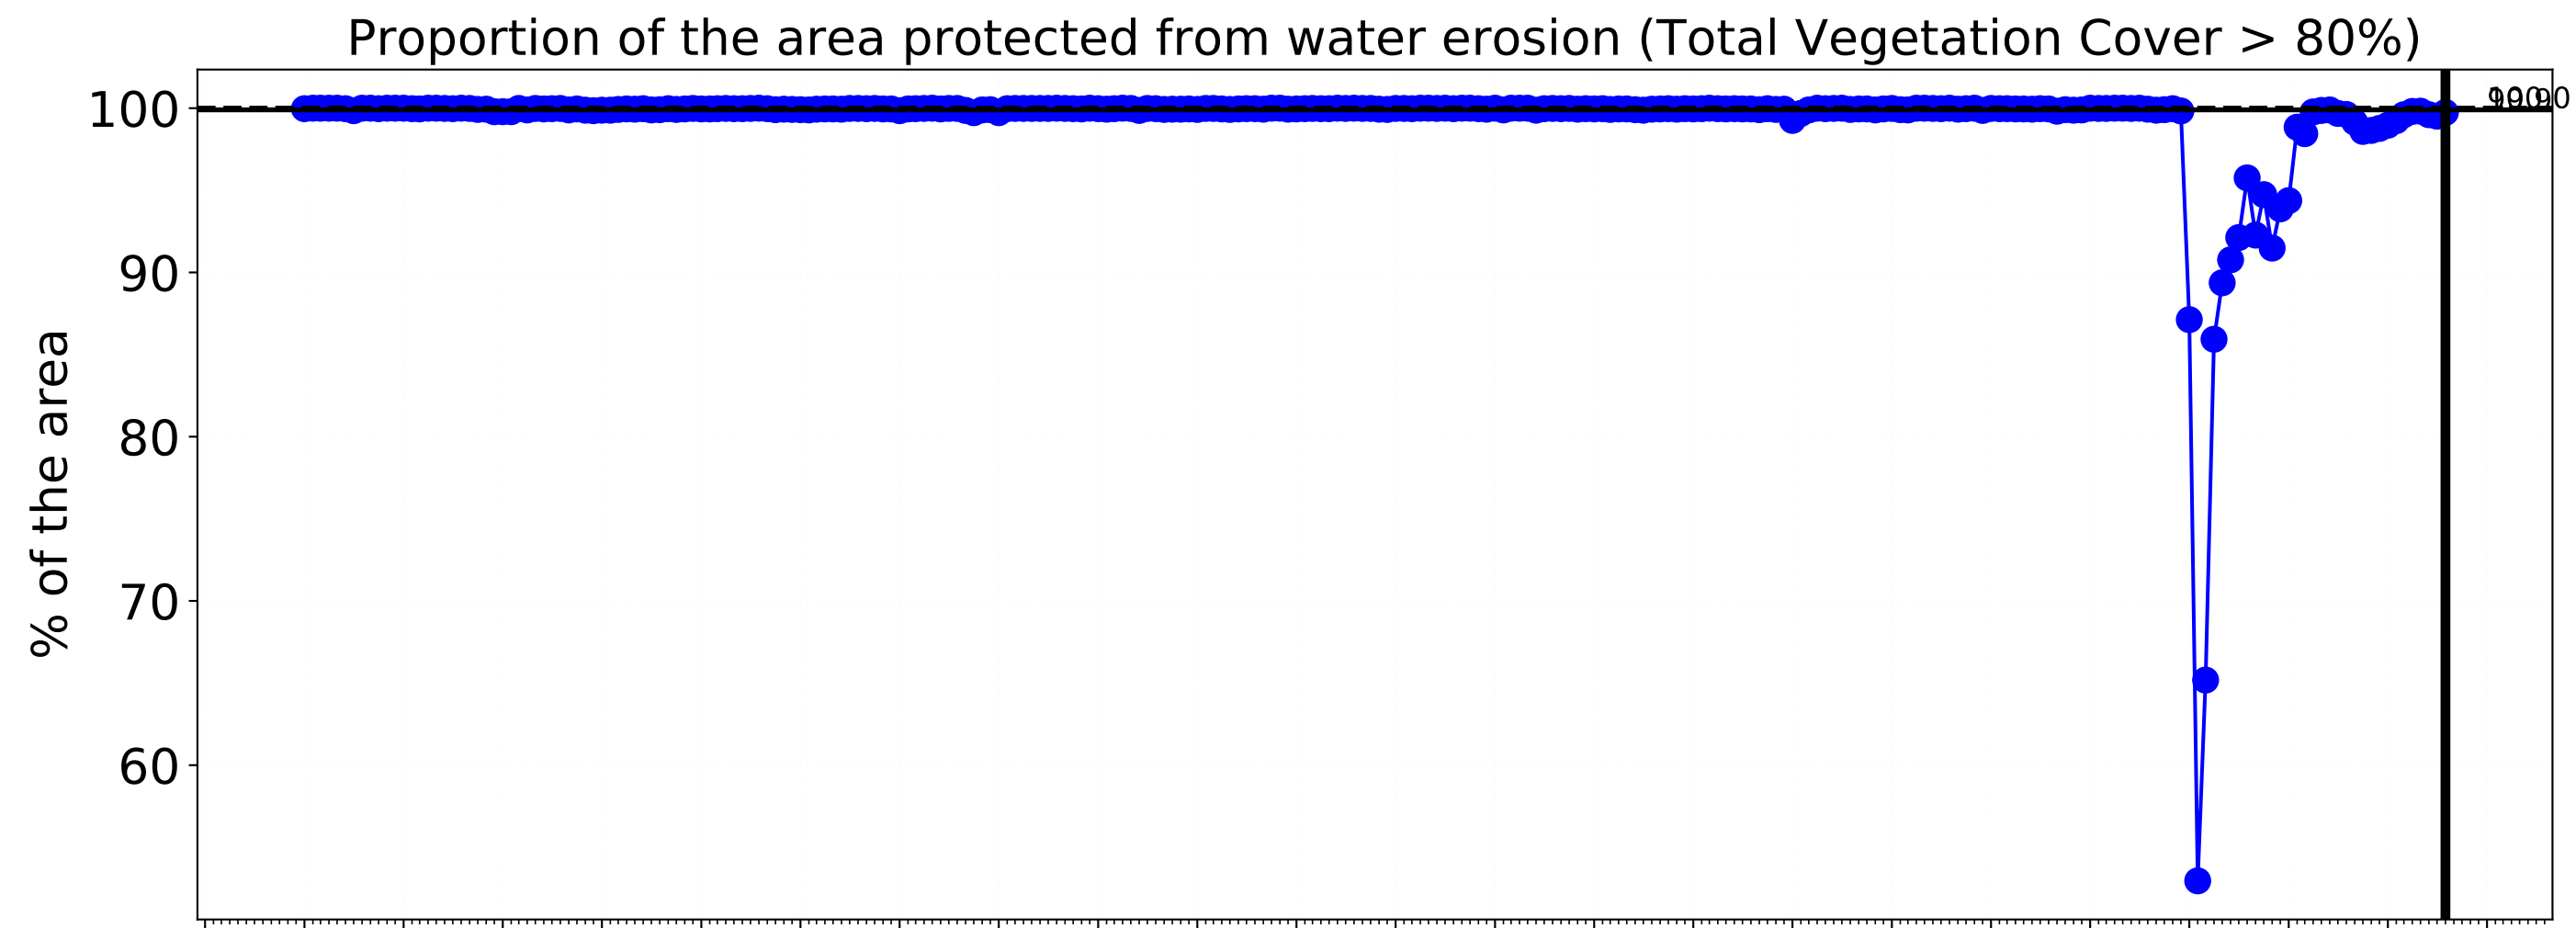 Proportion of the area protected from water erosion (Total Vegetation Cover > 80%)
100
90
80
70
60
% of the area